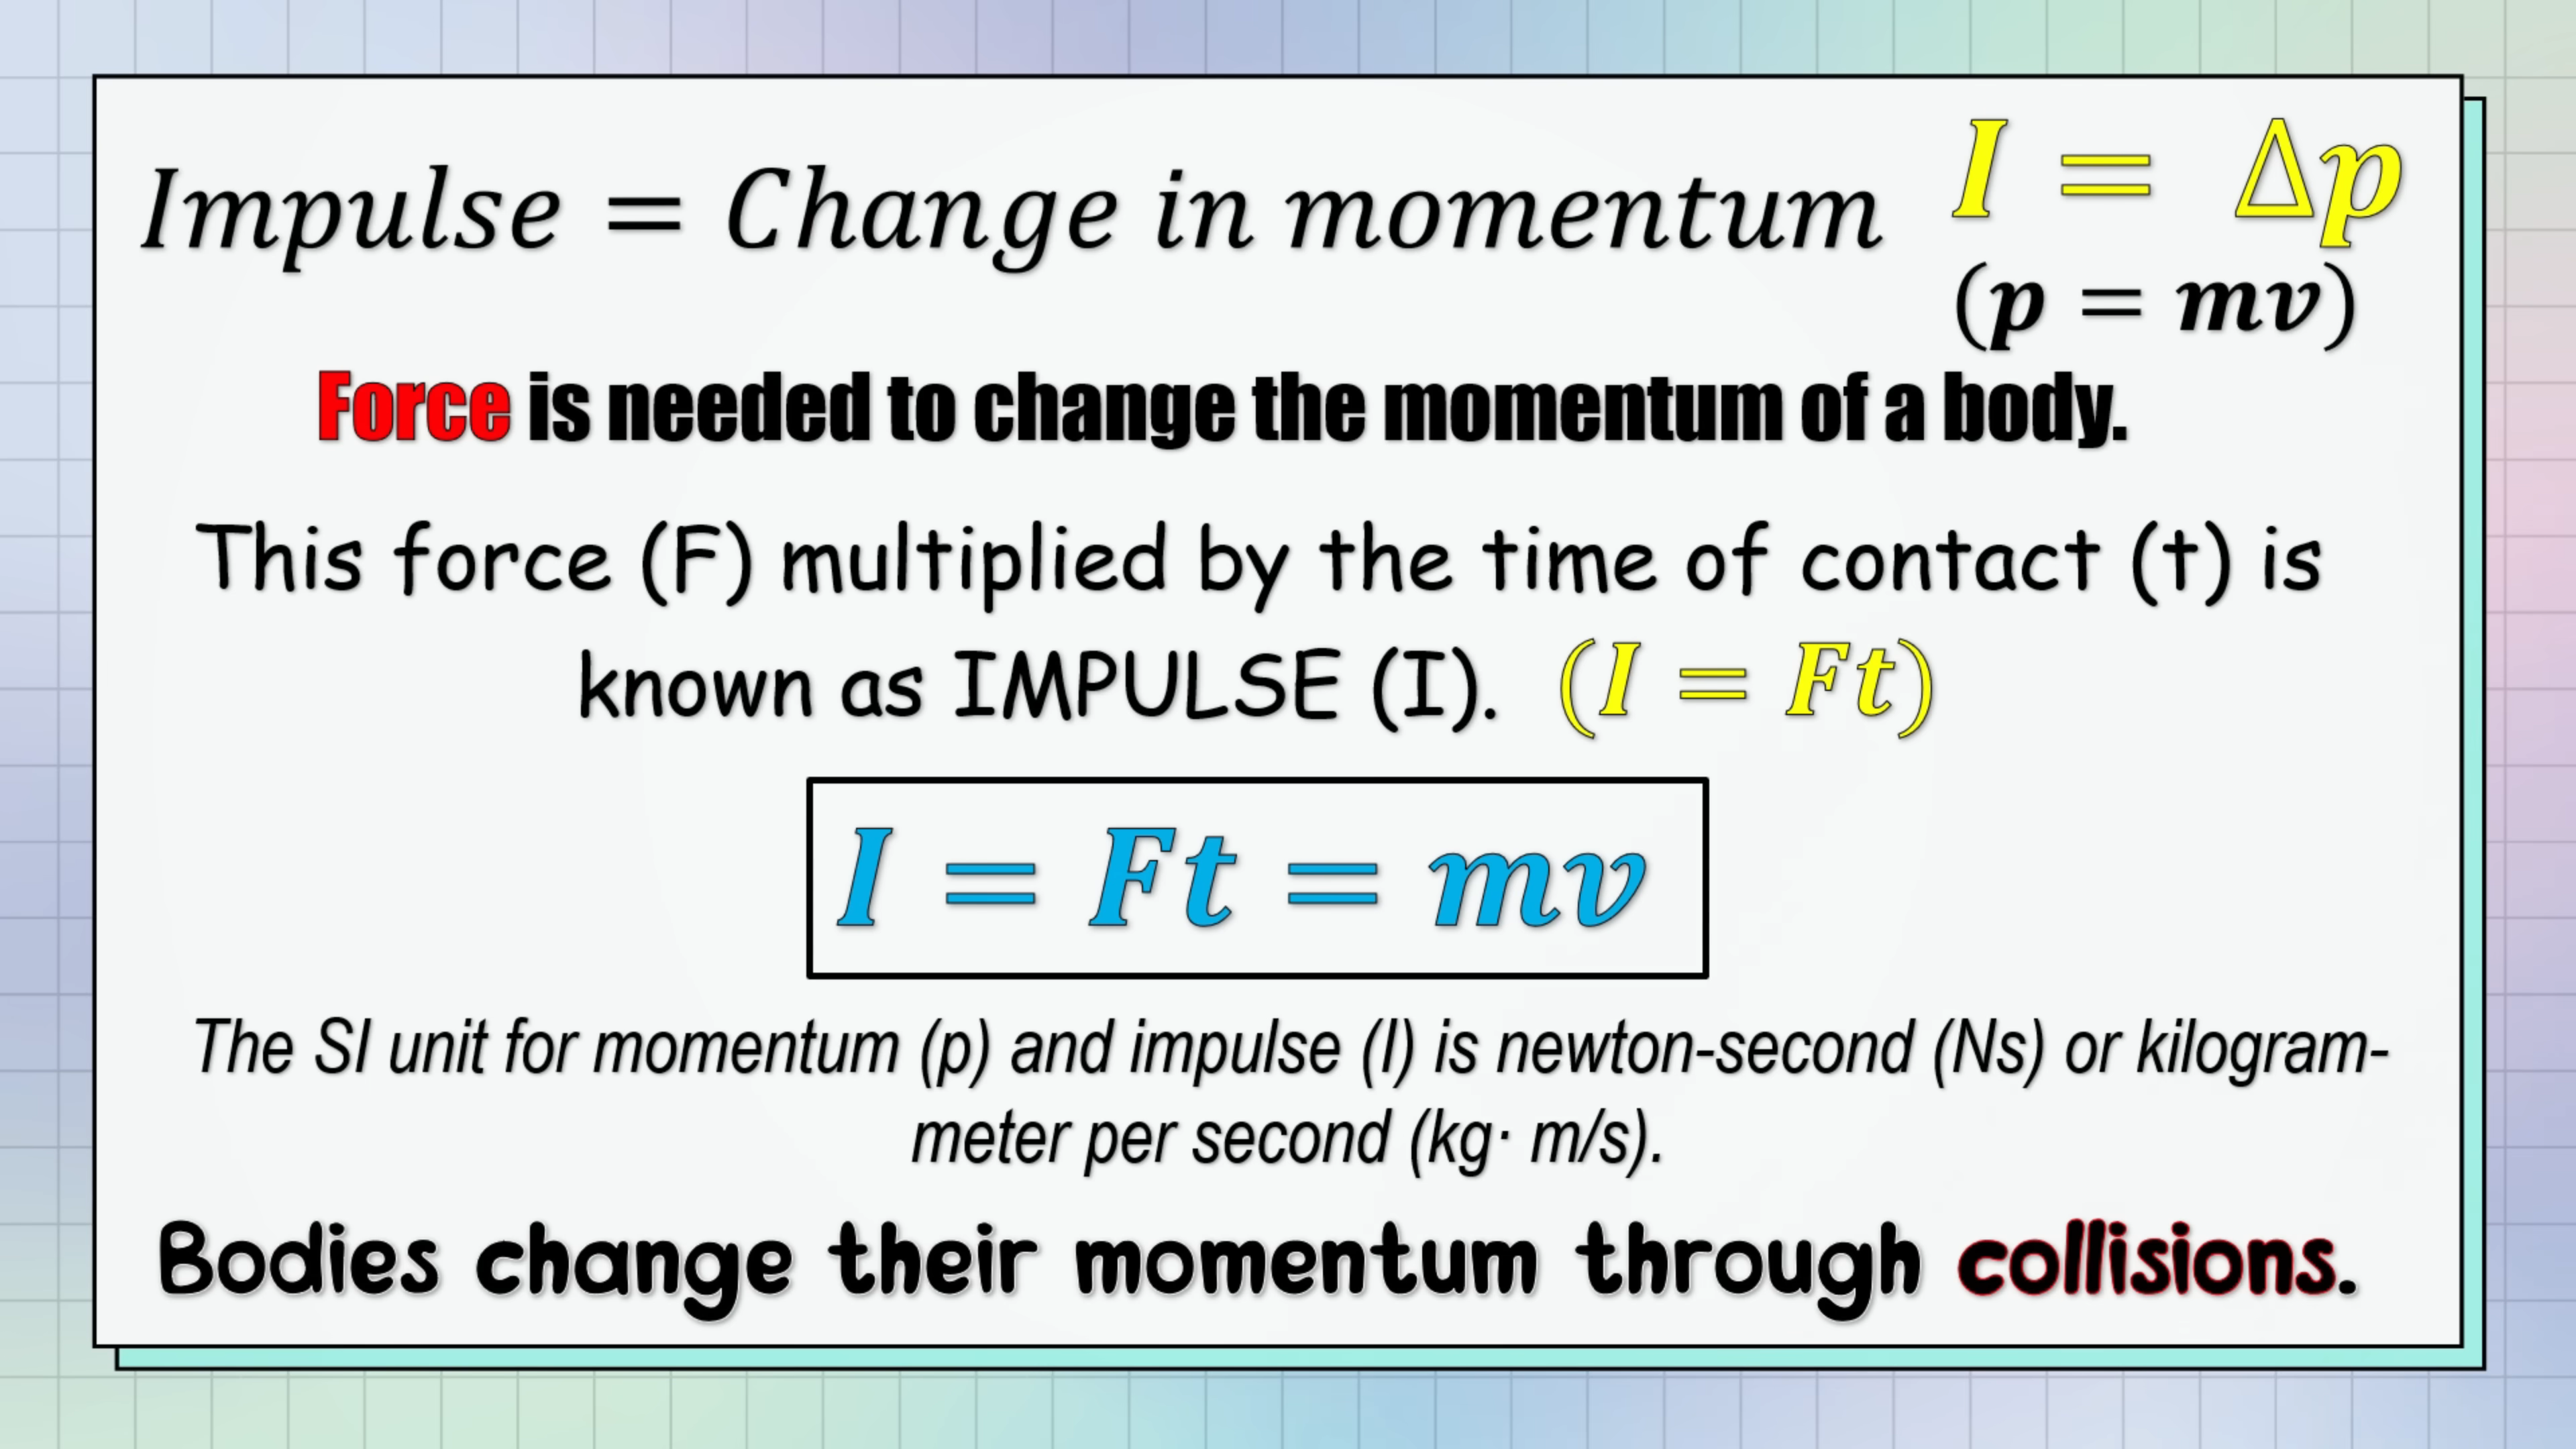 Impulse = Change in momentum
I = Δp
(p = mv)
Force is needed to change the momentum of a body.
This force (F) multiplied by the time of contact (t) is
known as IMPULSE (I). (I = Ft)
I = Ft = mv
The SI unit for momentum (p) and impulse (I) is newton-second (Ns) or kilogram-
meter per second (kg· m/s).
Bodies change their momentum through collisions.